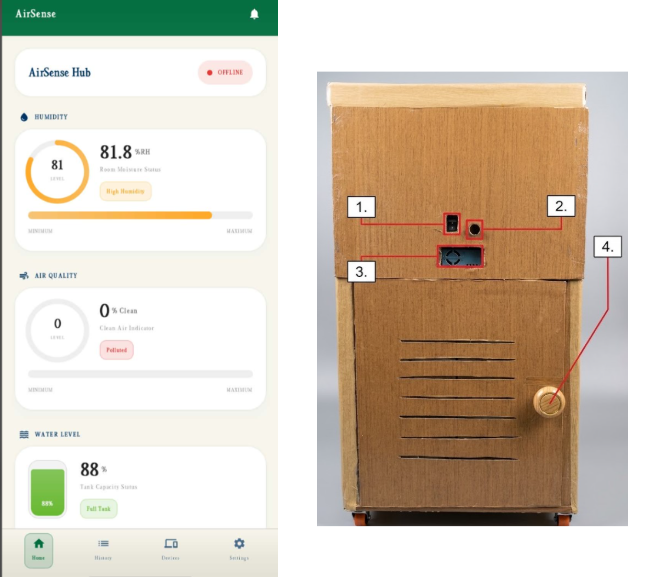 AirSense
AirSense Hub
OFFLINE
HUMIDITY
81
LEVEL
81.8 %RH
Room Moisture Status
High Humidity
MINIMUM
MAXIMUM
AIR QUALITY
0
LEVEL
0 % Clean
Clean Air Indicator
Polluted
MINIMUM
MAXIMUM
WATER LEVEL
88%
88 %
Tank Capacity Status
Full Tank
Home
History
Devices
Settings
1.
2.
3.
4.